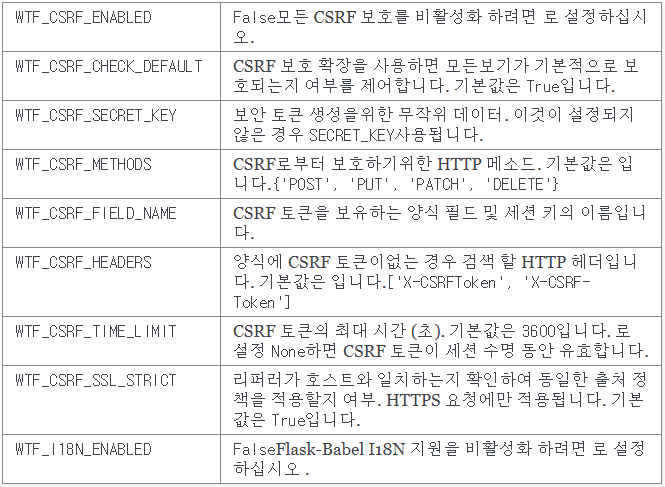 WTF_CSRF_ENABLED
False모든 CSRF 보호를 비활성화 하려면 로 설정하십시
오.
WTF_CSRF_CHECK_DEFAULT
CSRF 보호 확장을 사용하면 모든보기가 기본적으로 보
호되는지 여부를 제어합니다. 기본값은 True입니다.
WTF_CSRF_SECRET_KEY
보안 토큰 생성을위한 무작위 데이터. 이것이 설정되지
않은 경우 SECRET_KEY사용됩니다.
WTF_CSRF_METHODS
CSRF로부터 보호하기위한 HTTP 메소드. 기본값은 입
니다.{'POST', 'PUT', 'PATCH', 'DELETE'}
WTF_CSRF_FIELD_NAME
CSRF 토큰을 보유하는 양식 필드 및 세션 키의 이름입니
다.
WTF_CSRF_HEADERS
양식에 CSRF 토큰이없는 경우 검색 할 HTTP 헤더입니
다. 기본값은 입니다.['X-CSRFToken', 'X-CSRF-
Token']
WTF_CSRF_TIME_LIMIT
CSRF 토큰의 최대 시간 (초). 기본값은 3600입니다. 로
설정 None하면 CSRF 토큰이 세션 수명 동안 유효합니다.
WTF_CSRF_SSL_STRICT
리퍼러가 호스트와 일치하는지 확인하여 동일한 출처 정
책을 적용할지 여부. HTTPS 요청에만 적용됩니다. 기본
값은 True입니다.
WTF_I18N_ENABLED
FalseFlask-Babel I18N 지원을 비활성화 하려면 로 설정
하십시오 .